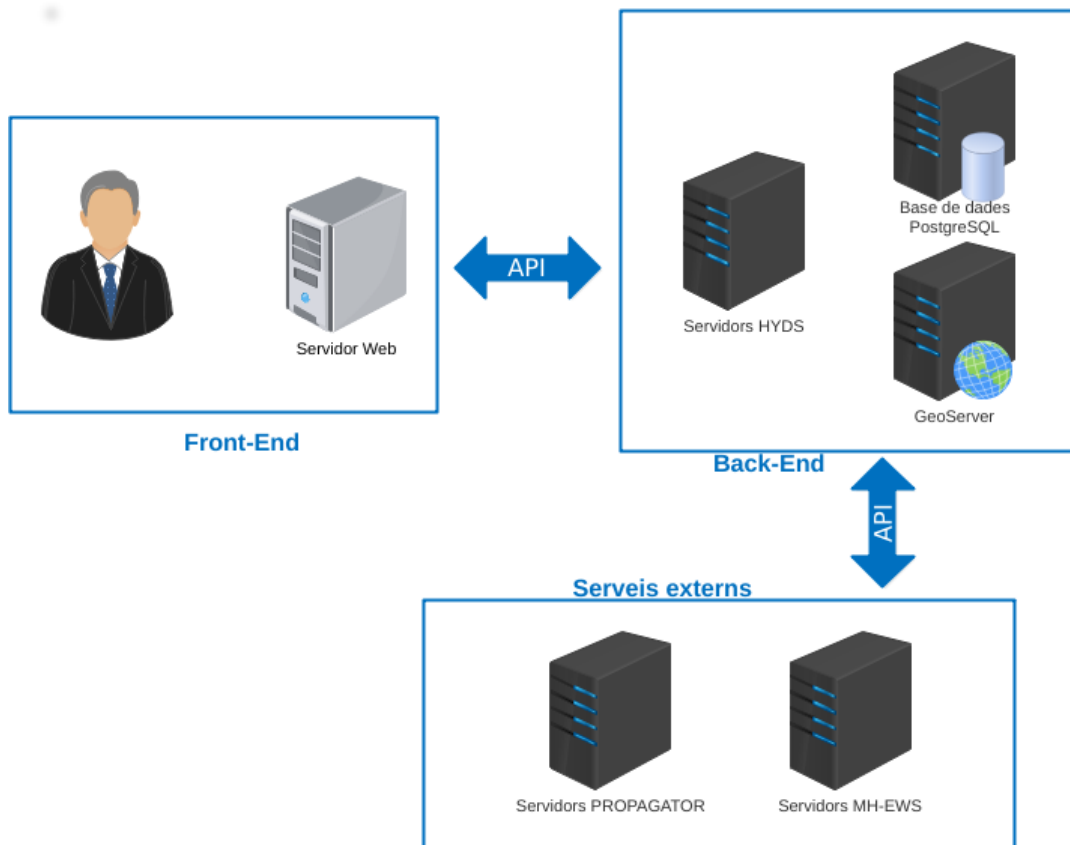 Base de dades
PostgreSQL
API
Servidors HYDS
Servidor Web
GeoServer
Front-End
Back-End
API
Serveis externs
Servidors PROPAGATOR
Servidors MH-EWS